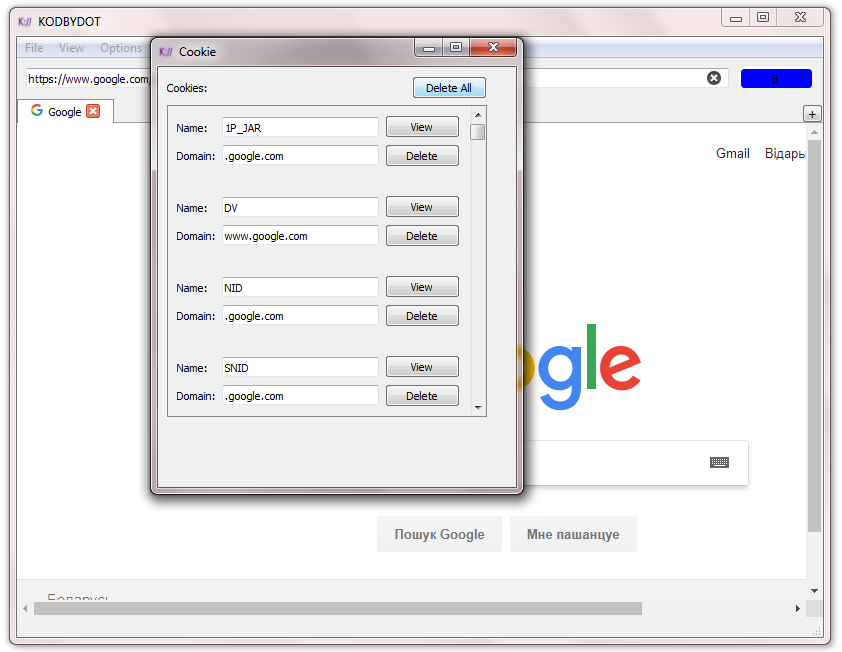 K:// KODBYDOT
File View Options
https://www.google.com
B
Google
+
K:// Cookie
Cookies:
Delete All
Name: 1P_JAR View
Domain: .google.com Delete
Name: DV View
Domain: www.google.com Delete
Name: NID View
Domain: .google.com Delete
Name: SNID View
Domain: .google.com Delete
Gmail Відары
ogle
Пошук Google Мне пашанцуе
Беларусь